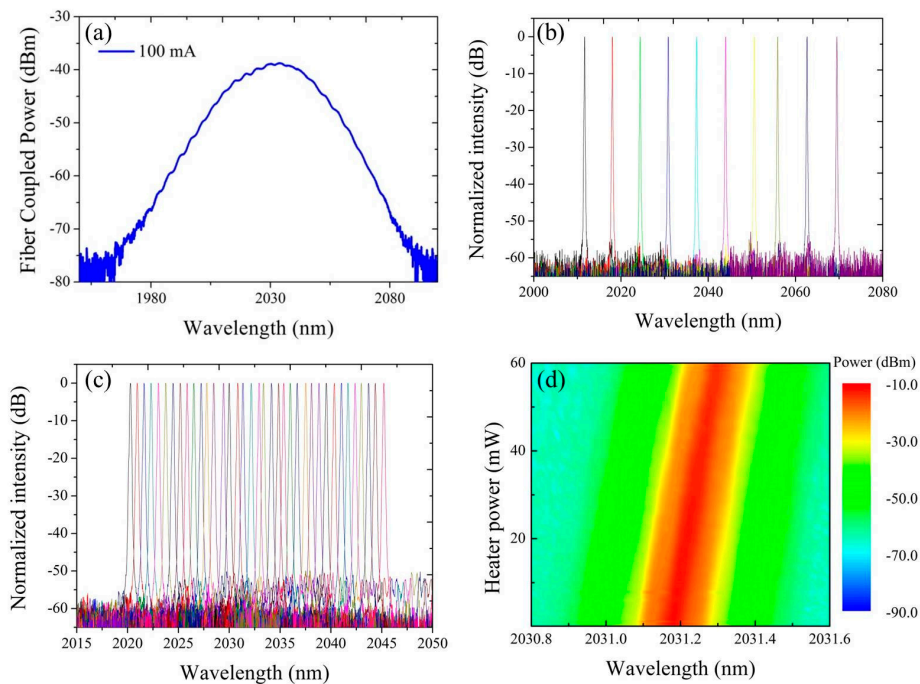 (a)
100 mA
-30
-40
-50
-60
-70
-80
Fiber Coupled Power (dBm)
1980 2030 2080
Wavelength (nm)
(b)
0
-10
-20
-30
-40
-50
-60
Normalized intensity (dB)
2000 2020 2040 2060 2080
Wavelength (nm)
(c)
0
-10
-20
-30
-40
-50
-60
Normalized intensity (dB)
2015 2020 2025 2030 2035 2040 2045 2050
Wavelength (nm)
(d)
60
40
20
Heater power (mW)
2030.8 2031.0 2031.2 2031.4 2031.6
Wavelength (nm)
Power (dBm)
-10.0
-30.0
-50.0
-70.0
-90.0